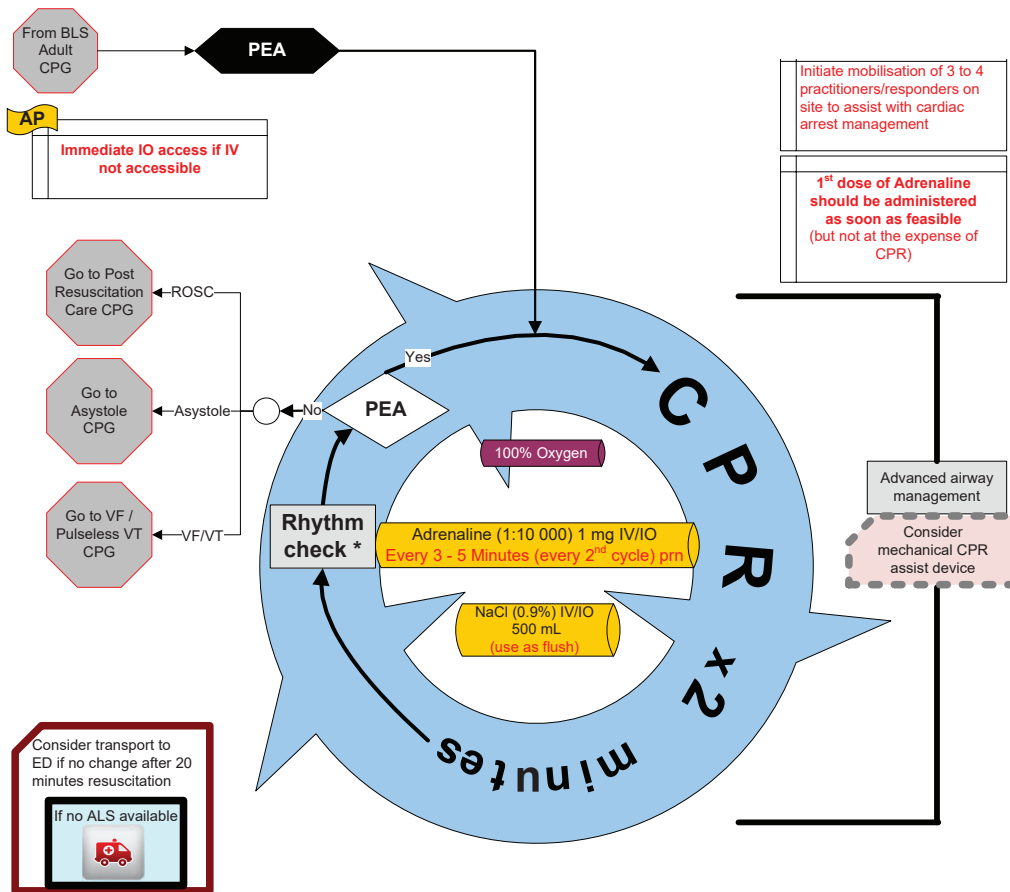 From BLS
Adult
CPG
PEA
Initiate mobilisation of 3 to 4
practitioners/responders on
site to assist with cardiac
arrest management
AP
Immediate IO access if IV
not accessible
1st dose of Adrenaline
should be administered
as soon as feasible
(but not at the expense of
CPR)
Go to Post
Resuscitation
Care CPG
ROSC
Yes
Go to
Asystole
CPG
Asystole
No
PEA
CPR x2 minutes
100% Oxygen
Advanced airway
management
Go to VF /
Pulseless VT
CPG
VF/VT
Rhythm
check *
Adrenaline (1:10 000) 1 mg IV/IO
Every 3 - 5 Minutes (every 2nd cycle) prn
Consider
mechanical CPR
assist device
NaCl (0.9%) IV/IO
500 mL
(use as flush)
Consider transport to
ED if no change after 20
minutes resuscitation
If no ALS available